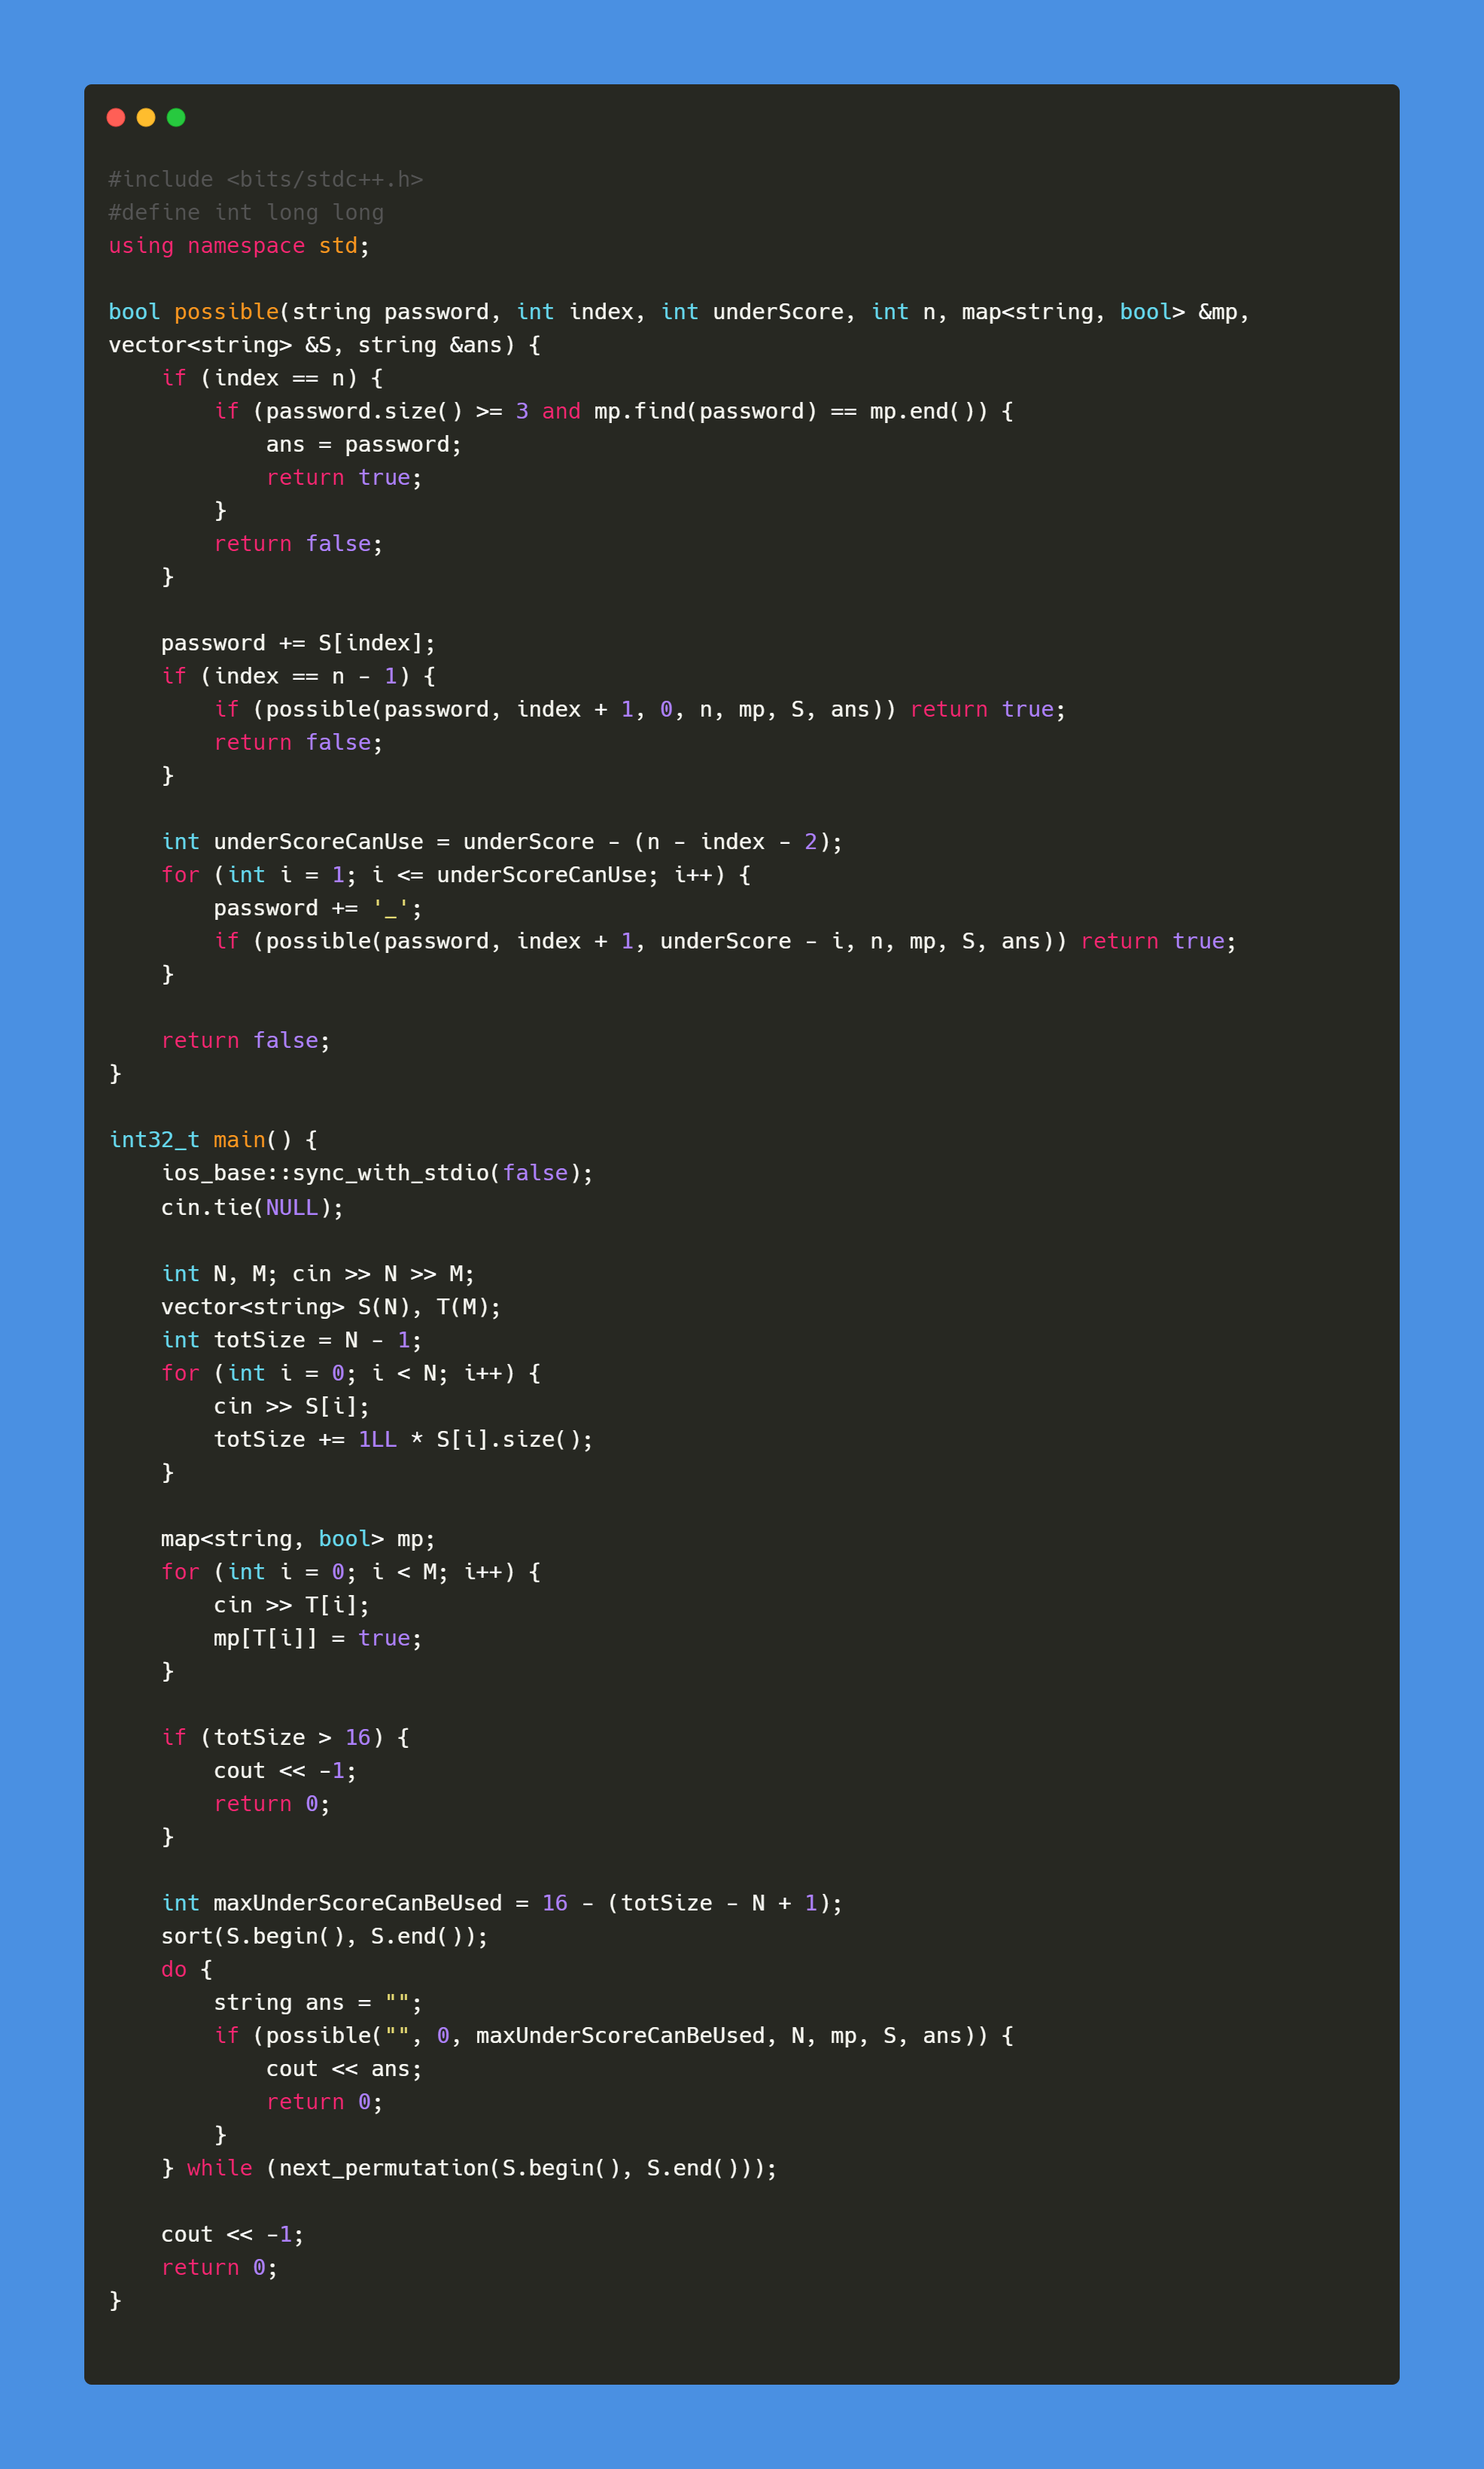 #include <bits/stdc++.h>
#define int long long
using namespace std;

bool possible(string password, int index, int underScore, int n, map<string, bool> &mp,
vector<string> &S, string &ans) {
    if (index == n) {
        if (password.size() >= 3 and mp.find(password) == mp.end()) {
            ans = password;
            return true;
        }
        return false;
    }

    password += S[index];
    if (index == n - 1) {
        if (possible(password, index + 1, 0, n, mp, S, ans)) return true;
        return false;
    }

    int underScoreCanUse = underScore - (n - index - 2);
    for (int i = 1; i <= underScoreCanUse; i++) {
        password += '_';
        if (possible(password, index + 1, underScore - i, n, mp, S, ans)) return true;
    }

    return false;
}

int32_t main() {
    ios_base::sync_with_stdio(false);
    cin.tie(NULL);

    int N, M; cin >> N >> M;
    vector<string> S(N), T(M);
    int totSize = N - 1;
    for (int i = 0; i < N; i++) {
        cin >> S[i];
        totSize += 1LL * S[i].size();
    }

    map<string, bool> mp;
    for (int i = 0; i < M; i++) {
        cin >> T[i];
        mp[T[i]] = true;
    }

    if (totSize > 16) {
        cout << -1;
        return 0;
    }

    int maxUnderScoreCanBeUsed = 16 - (totSize - N + 1);
    sort(S.begin(), S.end());
    do {
        string ans = "";
        if (possible("", 0, maxUnderScoreCanBeUsed, N, mp, S, ans)) {
            cout << ans;
            return 0;
        }
    } while (next_permutation(S.begin(), S.end()));

    cout << -1;
    return 0;
}